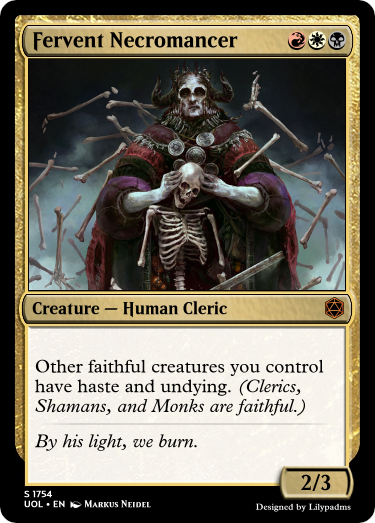 Fervent Necromancer
Creature — Human Cleric
Other faithful creatures you control
have haste and undying. (Clerics,
Shamans, and Monks are faithful.)
By his light, we burn.
2/3
S 1754
UOL • EN Markus Neidel
Designed by Lilypadms